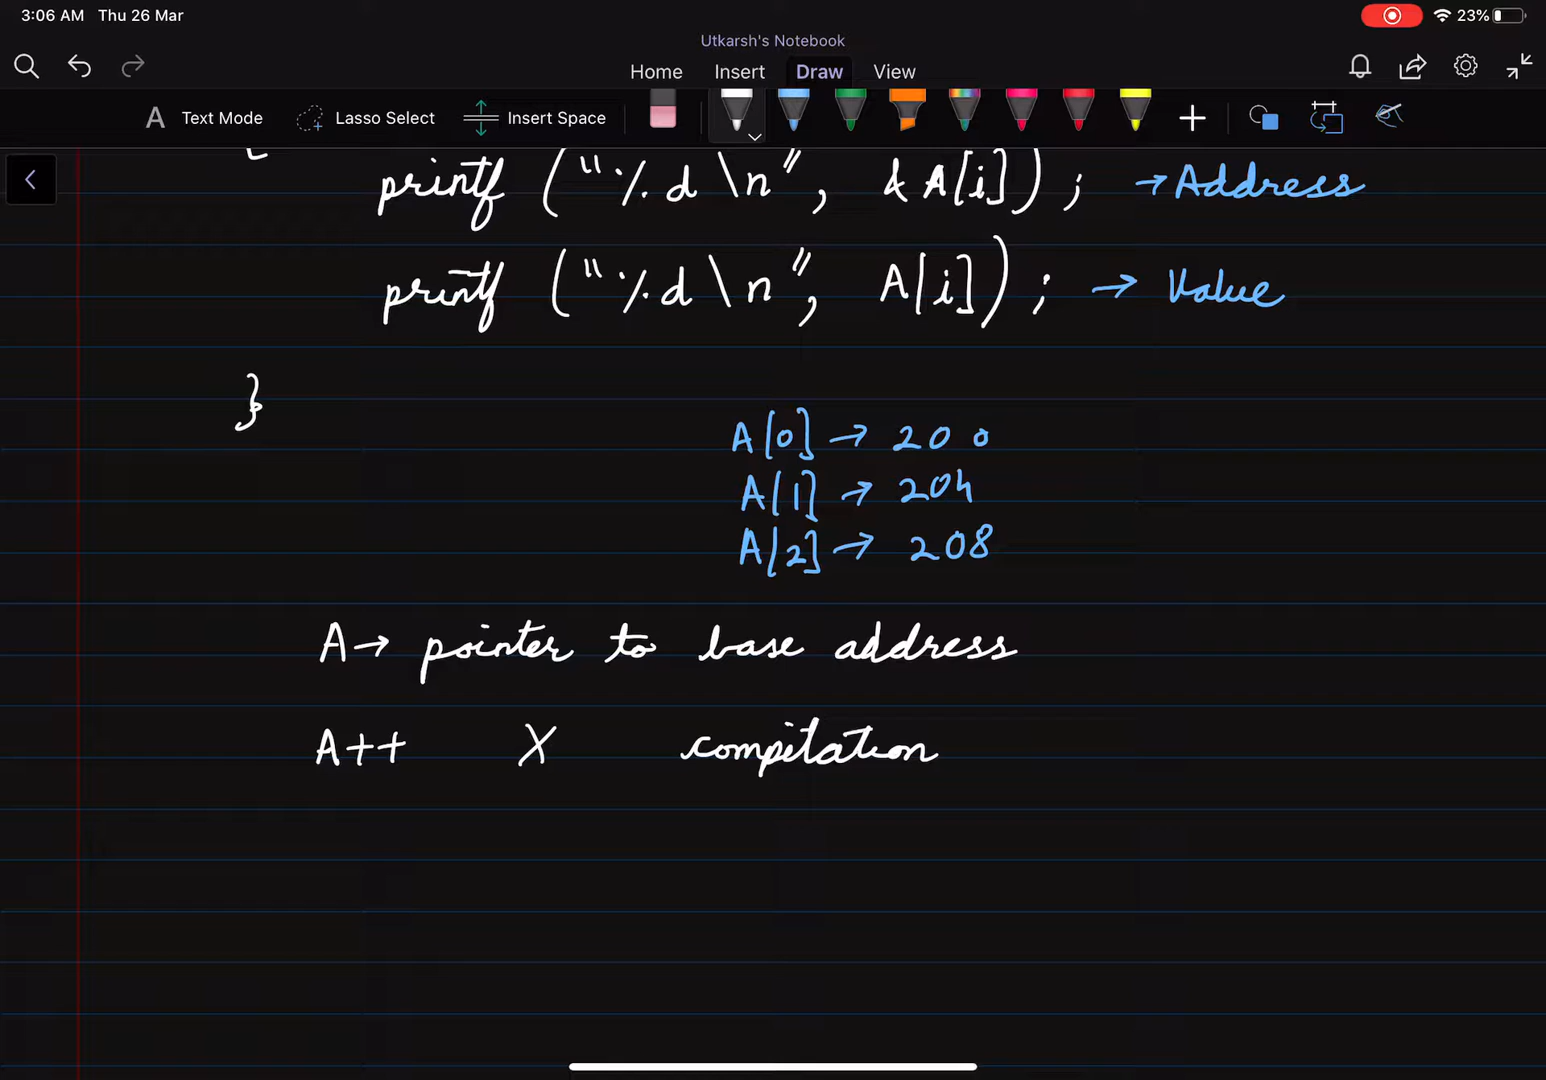 3:06 AM Thu 26 Mar 23%
Utkarsh's Notebook
Home Insert Draw View
A Text Mode Lasso Select Insert Space
printf ("%d \n", &A[i]); → Address
printf ("%d \n", A[i]); → Value
}
A[0] → 200
A[1] → 204
A[2] → 208
A → pointer to base address
A++ X compilation